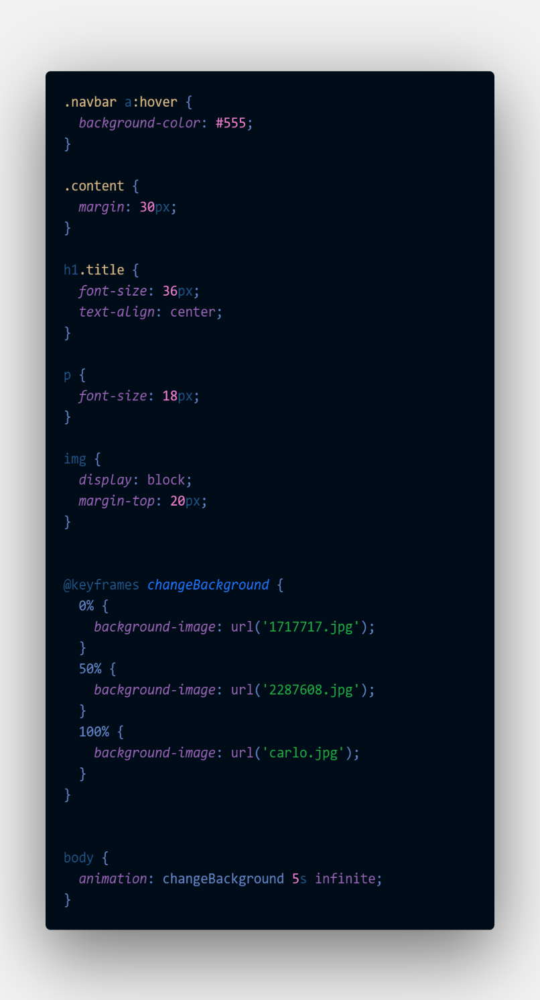 .navbar a:hover {
  background-color: #555;
}

.content {
  margin: 30px;
}

h1.title {
  font-size: 36px;
  text-align: center;
}

p {
  font-size: 18px;
}

img {
  display: block;
  margin-top: 20px;
}


@keyframes changeBackground {
  0% {
    background-image: url('1717717.jpg');
  }
  50% {
    background-image: url('2287608.jpg');
  }
  100% {
    background-image: url('carlo.jpg');
  }
}


body {
  animation: changeBackground 5s infinite;
}